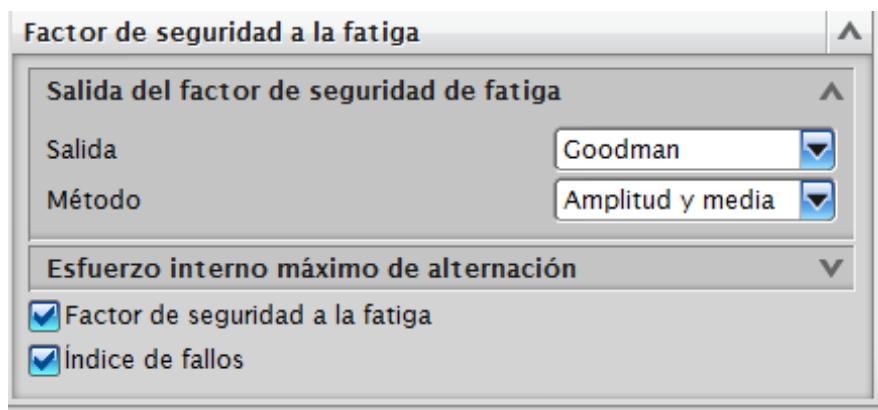 Factor de seguridad a la fatiga
Salida del factor de seguridad de fatiga
Salida Goodman
Método Amplitud y media
Esfuerzo interno máximo de alternación
Factor de seguridad a la fatiga
Índice de fallos